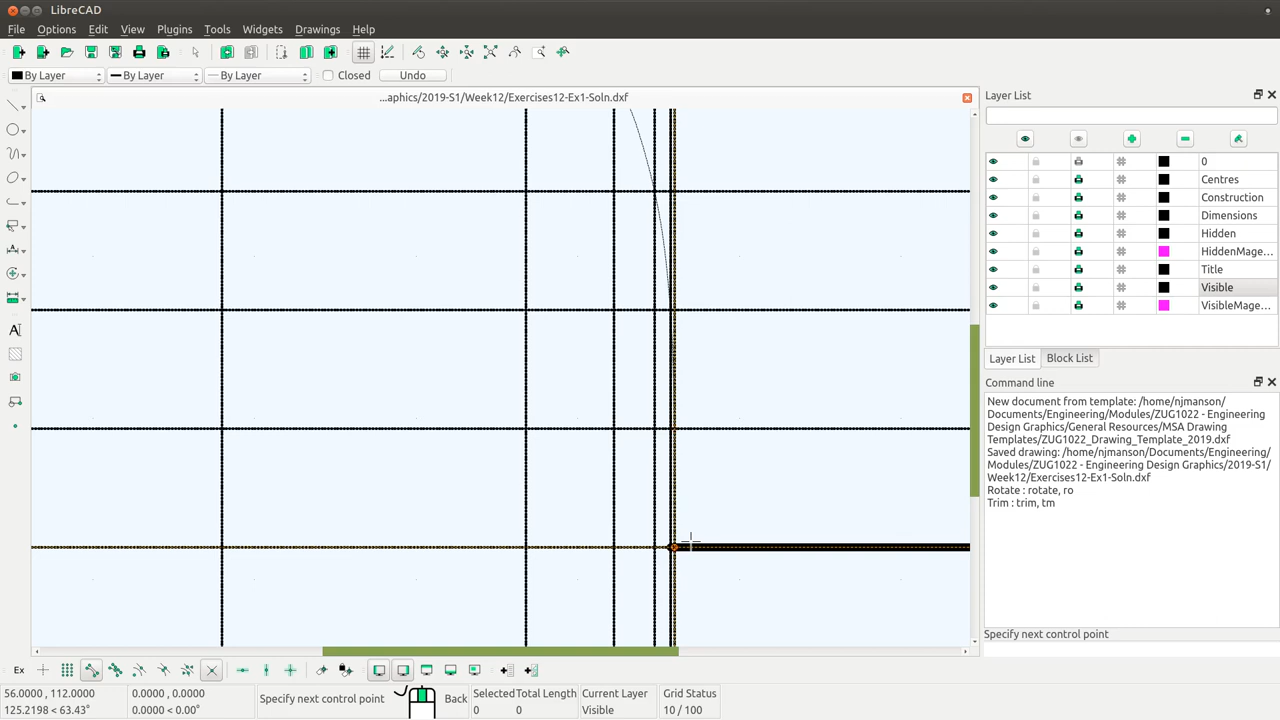 LibreCAD
File Options Edit View Plugins Tools Widgets Drawings Help
By Layer By Layer By Layer Closed Undo
...aphics/2019-S1/Week12/Exercises12-Ex1-Soln.dxf
Layer List
0
Centres
Construction
Dimensions
Hidden
HiddenMage...
Title
Visible
VisibleMage...
Layer List Block List
Command line
New document from template: /home/njmanson/
Documents/Engineering/Modules/ZUG1022 - Engineering
Design Graphics/General Resources/MSA Drawing
Templates/ZUG1022_Drawing_Template_2019.dxf
Saved drawing: /home/njmanson/Documents/Engineering/
Modules/ZUG1022 - Engineering Design Graphics/2019-S1/
Week12/Exercises12-Ex1-Soln.dxf
Rotate : rotate, ro
Trim : trim, tm
Specify next control point
Ex
56.0000 , 112.0000
125.2198 < 63.43°
0.0000 , 0.0000
0.0000 < 0.00°
Specify next control point
Back
Selected Total Length
0 0
Current Layer
Visible
Grid Status
10 / 100